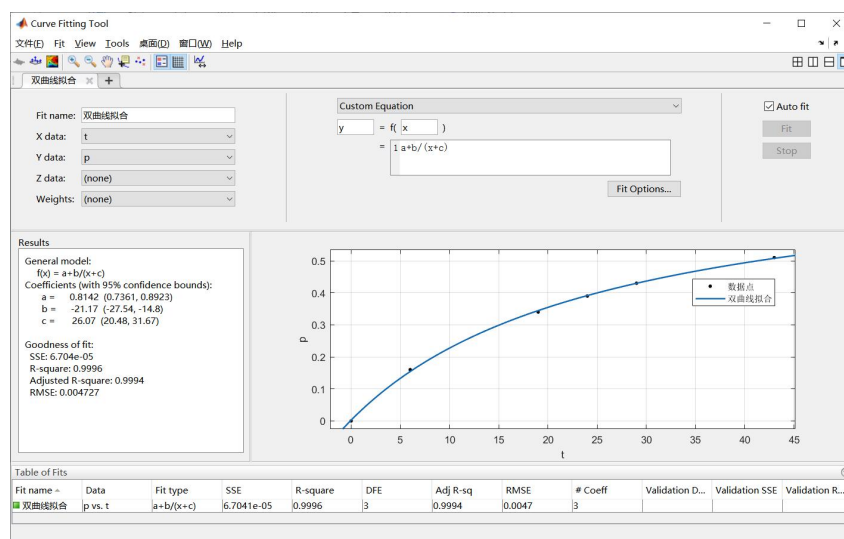 Curve Fitting Tool
文件(F) Fit View Tools 桌面(D) 窗口(W) Help
双曲线拟合
Fit name: 双曲线拟合
X data: t
Y data: p
Z data: (none)
Weights: (none)
Custom Equation
y = f( x )
= 1 a+b/(x+c)
Fit Options...
Auto fit
Fit
Stop
Results
General model:
f(x) = a+b/(x+c)
Coefficients (with 95% confidence bounds):
a = 0.8142 (0.7361, 0.8923)
b = -21.17 (-27.54, -14.8)
c = 26.07 (20.48, 31.67)
Goodness of fit:
SSE: 6.704e-05
R-square: 0.9996
Adjusted R-square: 0.9994
RMSE: 0.004727
0.5
0.4
0.3
0.2
0.1
0
p
0 5 10 15 20 25 30 35 40 45
t
数据点
双曲线拟合
Table of Fits
Fit name Data Fit type SSE R-square DFE Adj R-sq RMSE # Coeff Validation D... Validation SSE Validation R...
双曲线拟合 p vs. t a+b/(x+c) 6.7041e-05 0.9996 3 0.9994 0.0047 3